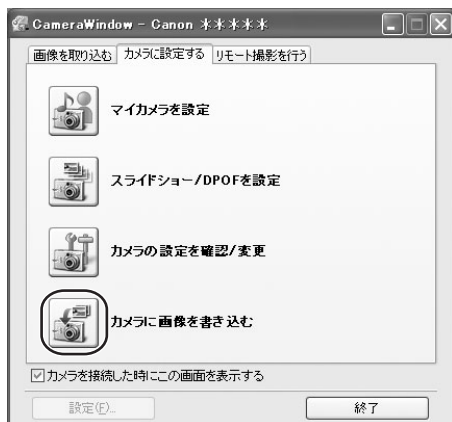 CameraWindow - Canon *****
画像を取り込む カメラに設定する リモート撮影を行う
マイカメラを設定
スライドショー/DPOFを設定
カメラの設定を確認/変更
カメラに画像を書き込む
カメラを接続した時にこの画面を表示する
設定(F)... 終了